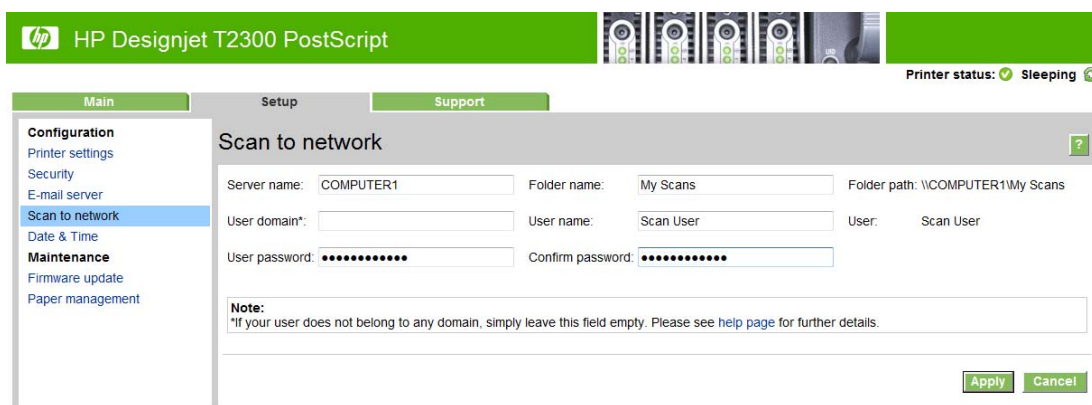 hp HP Designjet T2300 PostScript
UID
Printer status: Sleeping
Main Setup Support
Configuration
Printer settings
Security
E-mail server
Scan to network
Date & Time
Maintenance
Firmware update
Paper management
Scan to network ?
Server name: COMPUTER1 Folder name: My Scans Folder path: \\COMPUTER1\My Scans
User domain*: User name: Scan User User: Scan User
User password: •••••••••••• Confirm password: ••••••••••••
Note:
*If your user does not belong to any domain, simply leave this field empty. Please see help page for further details.
Apply Cancel